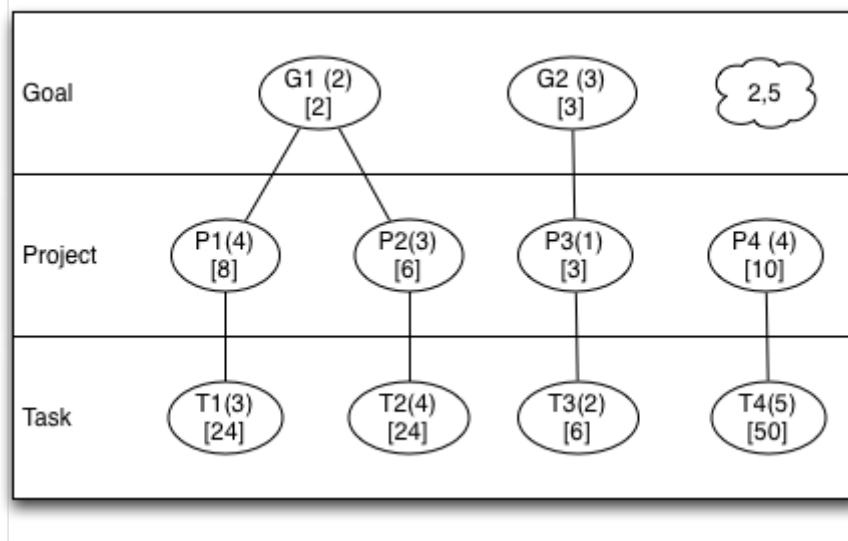 Goal
G1 (2)
[2]
G2 (3)
[3]
2,5
Project
P1(4)
[8]
P2(3)
[6]
P3(1)
[3]
P4 (4)
[10]
Task
T1(3)
[24]
T2(4)
[24]
T3(2)
[6]
T4(5)
[50]